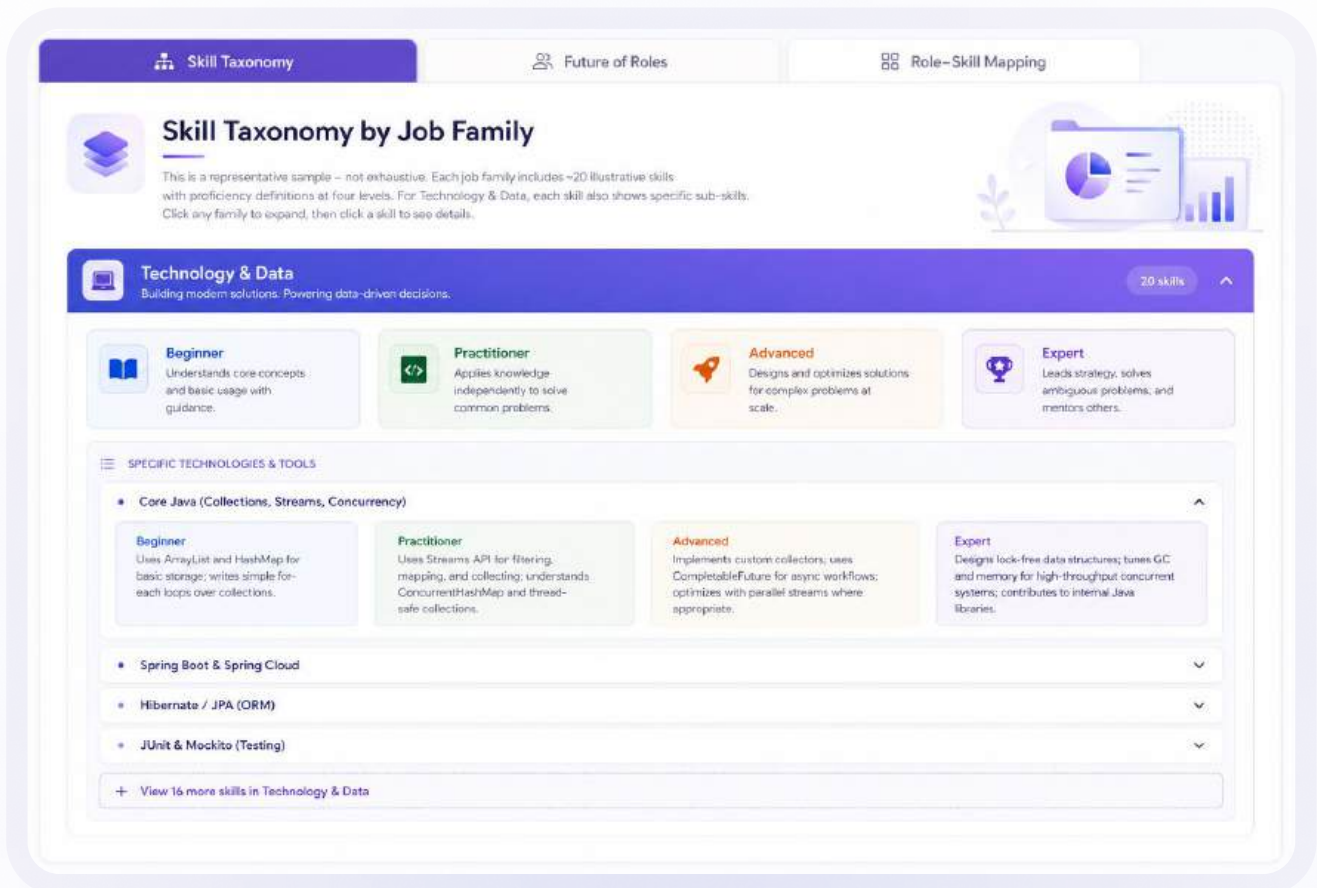 Skill Taxonomy
Future of Roles
Role-Skill Mapping
Skill Taxonomy by Job Family
This is a representative sample – not exhaustive. Each job family includes ~20 illustrative skills
with proficiency definitions at four levels. For Technology & Data, each skill also shows specific sub-skills.
Click any family to expand, then click a skill to see details.
Technology & Data
Building modern solutions. Powering data-driven decisions.
20 skills
Beginner
Understands core concepts
and basic usage with
guidance.
Practitioner
Applies knowledge
independently to solve
common problems.
Advanced
Designs and optimizes solutions
for complex problems at
scale.
Expert
Leads strategy, solves
ambiguous problems, and
mentors others.
SPECIFIC TECHNOLOGIES & TOOLS
Core Java (Collections, Streams, Concurrency)
Beginner
Uses ArrayList and HashMap for
basic storage; writes simple for-
each loops over collections.
Practitioner
Uses Streams API for filtering,
mapping, and collecting; understands
ConcurrentHashMap and thread-
safe collections.
Advanced
Implements custom collectors; uses
CompletableFuture for async workflows;
optimizes with parallel streams where
appropriate.
Expert
Designs lock-free data structures; tunes GC
and memory for high-throughput concurrent
systems; contributes to internal Java
libraries.
Spring Boot & Spring Cloud
Hibernate / JPA (ORM)
JUnit & Mockito (Testing)
+ View 16 more skills in Technology & Data